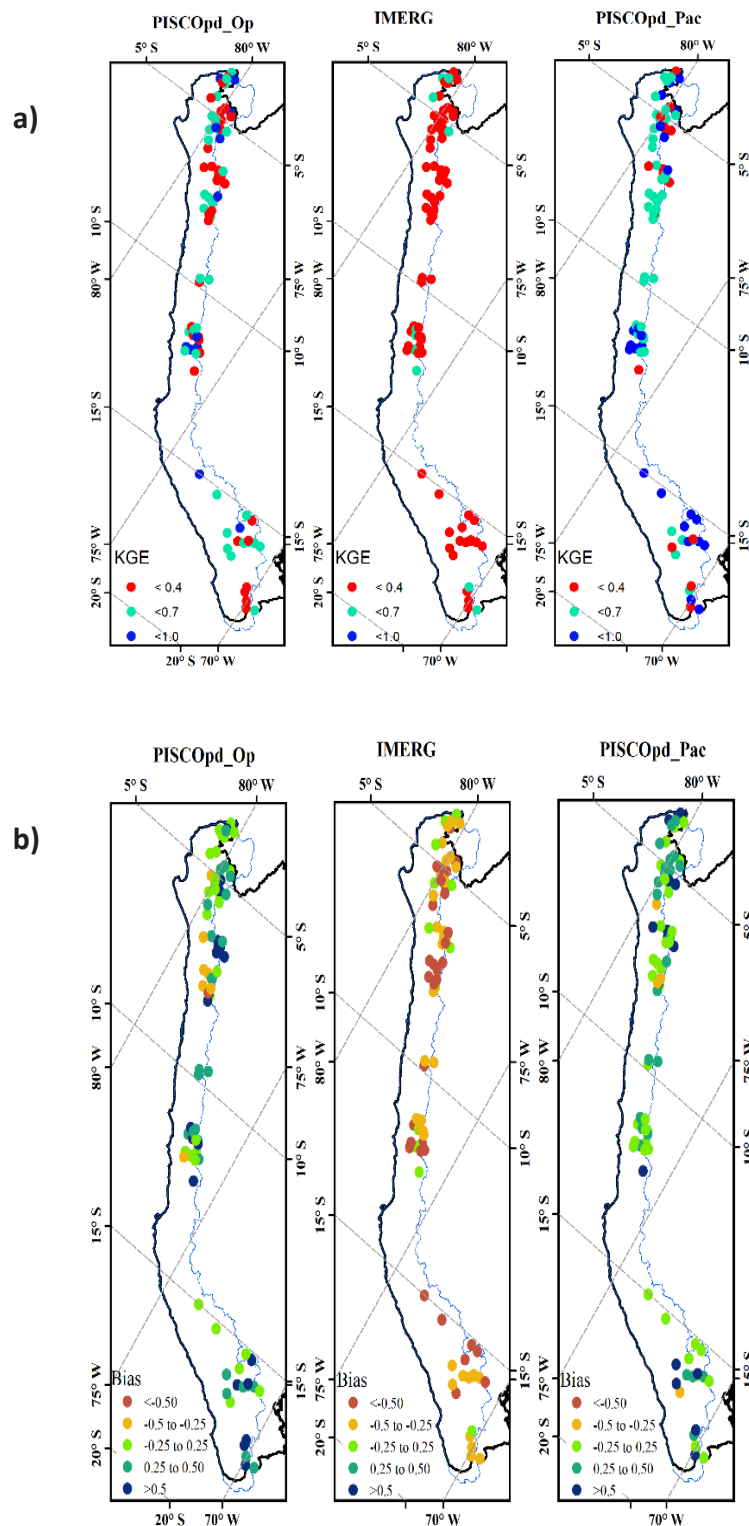 PISCOpd_Op
IMERG
PISCOpd_Pac
5° S
80° W
5° S
80° W
5° S
80° W
a)
5° S
5° S
5° S
10° S
10° S
10° S
80° W
75° W
80° W
75° W
80° W
75° W
10° S
10° S
10° S
15° S
15° S
15° S
75° W
15° S
75° W
15° S
75° W
15° S
KGE
KGE
KGE
< 0.4
< 0.4
< 0.4
20° S
<0.7
20° S
<0.7
20° S
<0.7
<1.0
<1.0
<1.0
20° S
70° W
70° W
70° W
PISCOpd_Op
IMERG
PISCOpd_Pac
5° S
80° W
5° S
80° W
5° S
80° W
b)
5° S
5° S
5° S
10° S
10° S
10° S
80° W
75° W
80° W
75° W
80° W
75° W
10° S
10° S
10° S
15° S
15° S
15° S
75° W
15° S
75° W
15° S
75° W
15° S
Bias
Bias
Bias
<-0.50
<-0.50
<-0.50
-0.5 to -0.25
-0.5 to -0.25
-0.5 to -0.25
20° S
-0.25 to 0.25
20° S
-0.25 to 0.25
20° S
-0.25 to 0.25
0.25 to 0.50
0.25 to 0.50
0.25 to 0.50
>0.5
>0.5
>0.5
20° S
70° W
70° W
70° W